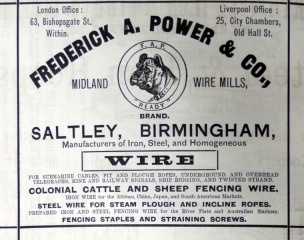 London Office :
63, Bishopsgate St.
Within.
Liverpool Office :
25, City Chambers,
Old Hall St.
FREDERICK A. POWER & CO.,
F. A. P.
READY
MIDLAND WIRE MILLS,
BRAND.
SALTLEY, BIRMINGHAM,
Manufacturers of Iron, Steel, and Homogeneous
WIRE
FOR SUBMARINE CABLES, PIT AND PLOUGH ROPES, UNDERGROUND AND OVERHEAD
TELEGRAPHS, MINE AND RAILWAY SIGNALS, SHIP RIGGING, AND TWISTED STRAND.
COLONIAL CATTLE AND SHEEP FENCING WIRE.
IRON WIRE for the African, China, Japan, and South American Markets.
STEEL WIRE FOR STEAM PLOUGH AND INCLINE ROPES.
PREPARED IRON AND STEEL FENCING WIRE for the River Plate and Australian Markets.
FENCING STAPLES AND STRAINING SCREWS.